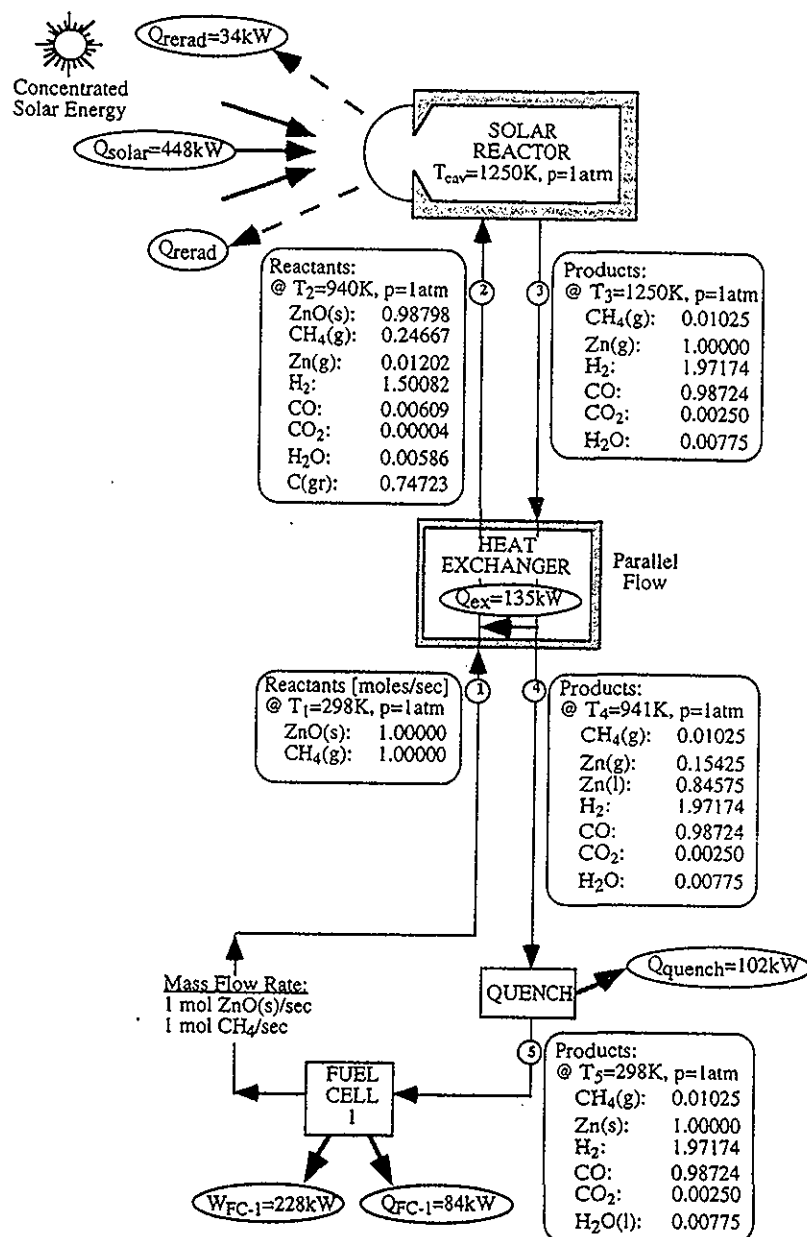 Qrerad=34kW
Concentrated
Solar Energy
Qsolar=448kW
Qrerad
SOLAR
REACTOR
Tcav=1250K, p=1atm
Reactants:
@ T2=940K, p=1atm
ZnO(s): 0.98798
CH4(g): 0.24667
Zn(g): 0.01202
H2: 1.50082
CO: 0.00609
CO2: 0.00004
H2O: 0.00586
C(gr): 0.74723
2
3
Products:
@ T3=1250K, p=1atm
CH4(g): 0.01025
Zn(g): 1.00000
H2: 1.97174
CO: 0.98724
CO2: 0.00250
H2O: 0.00775
HEAT
EXCHANGER
Qex=135kW
Parallel
Flow
Reactants [moles/sec]
@ T1=298K, p=1atm
ZnO(s): 1.00000
CH4(g): 1.00000
1
4
Products:
@ T4=941K, p=1atm
CH4(g): 0.01025
Zn(g): 0.15425
Zn(l): 0.84575
H2: 1.97174
CO: 0.98724
CO2: 0.00250
H2O: 0.00775
Mass Flow Rate:
1 mol ZnO(s)/sec
1 mol CH4/sec
QUENCH
Qquench=102kW
5
FUEL
CELL
1
WFC-1=228kW
QFC-1=84kW
Products:
@ T5=298K, p=1atm
CH4(g): 0.01025
Zn(s): 1.00000
H2: 1.97174
CO: 0.98724
CO2: 0.00250
H2O(l): 0.00775